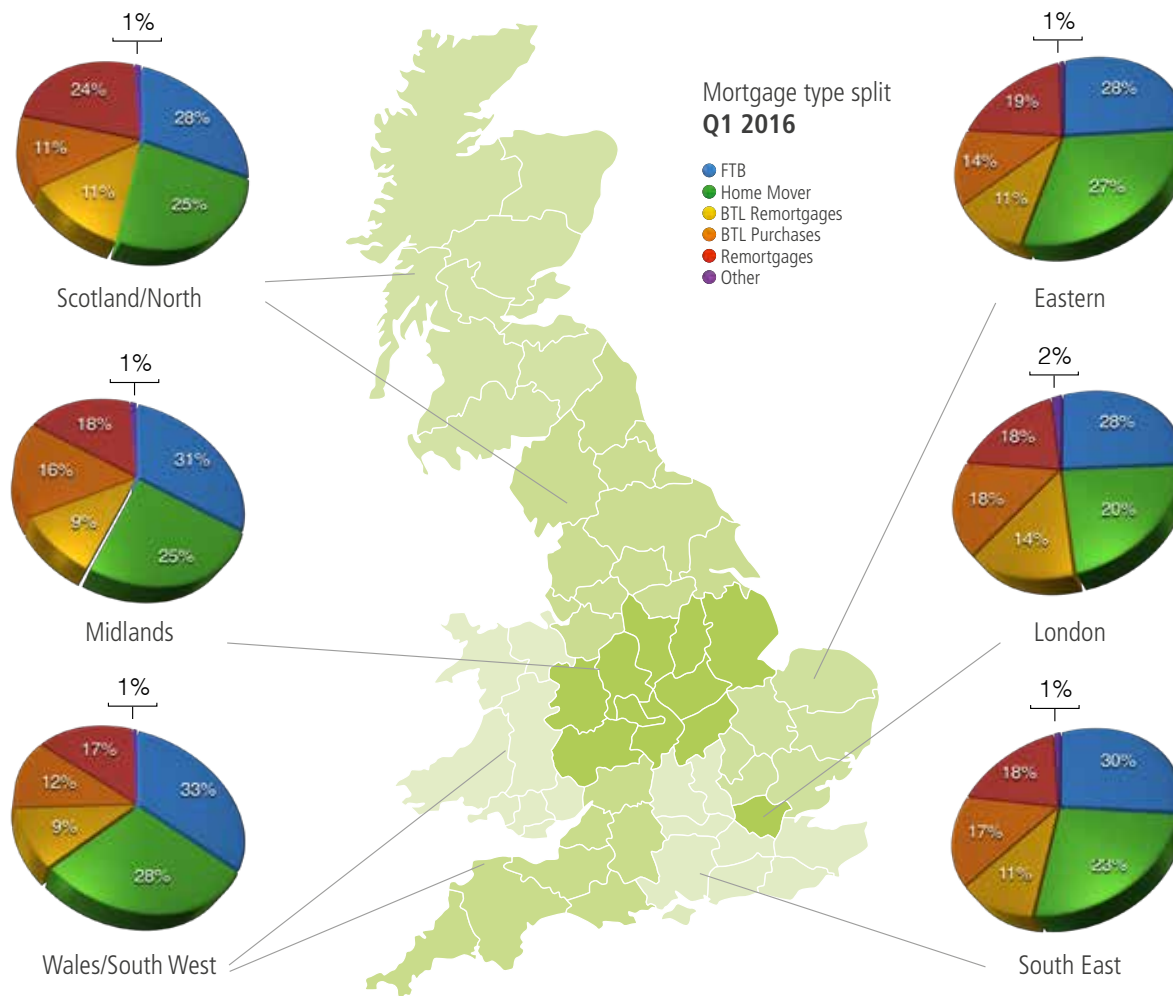 Mortgage type split
Q1 2016
FTB
Home Mover
BTL Remortgages
BTL Purchases
Remortgages
Other
1%
24%
28%
11%
11%
25%
Scotland/North
1%
18%
31%
16%
9%
25%
Midlands
1%
17%
33%
12%
9%
28%
Wales/South West
1%
19%
28%
14%
11%
27%
Eastern
2%
18%
28%
18%
14%
20%
London
1%
18%
30%
17%
11%
23%
South East